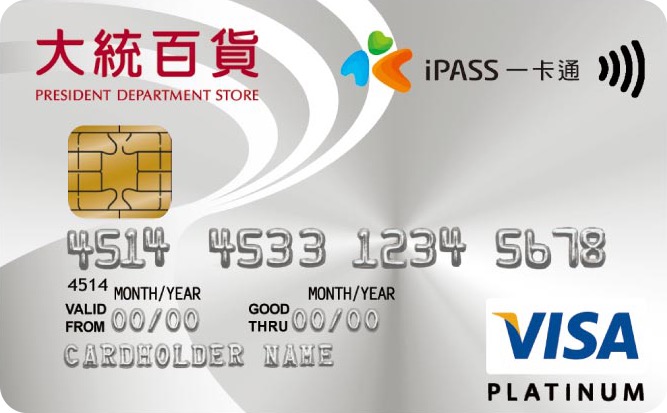 大統百貨
PRESIDENT DEPARTMENT STORE
iPASS 一卡通
4514 4533 1234 5678
4514 MONTH/YEAR MONTH/YEAR
VALID FROM 00/00 GOOD THRU 00/00
CARDHOLDER NAME
VISA
PLATINUM